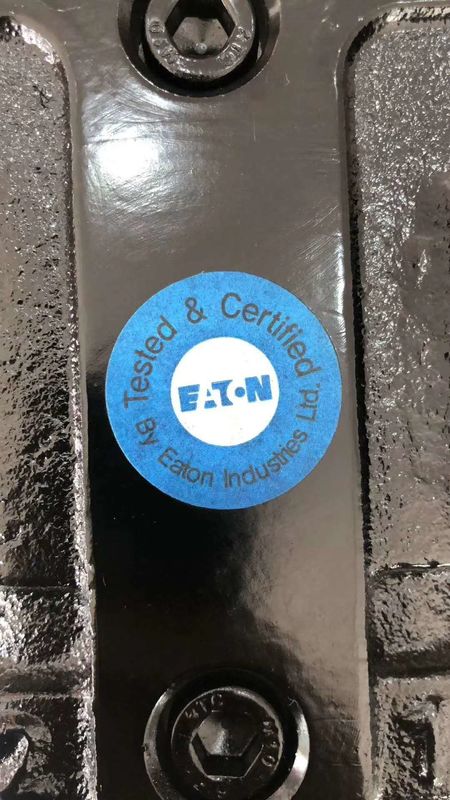 Tested & Certified
By Eaton Industries Ltd.
EATON